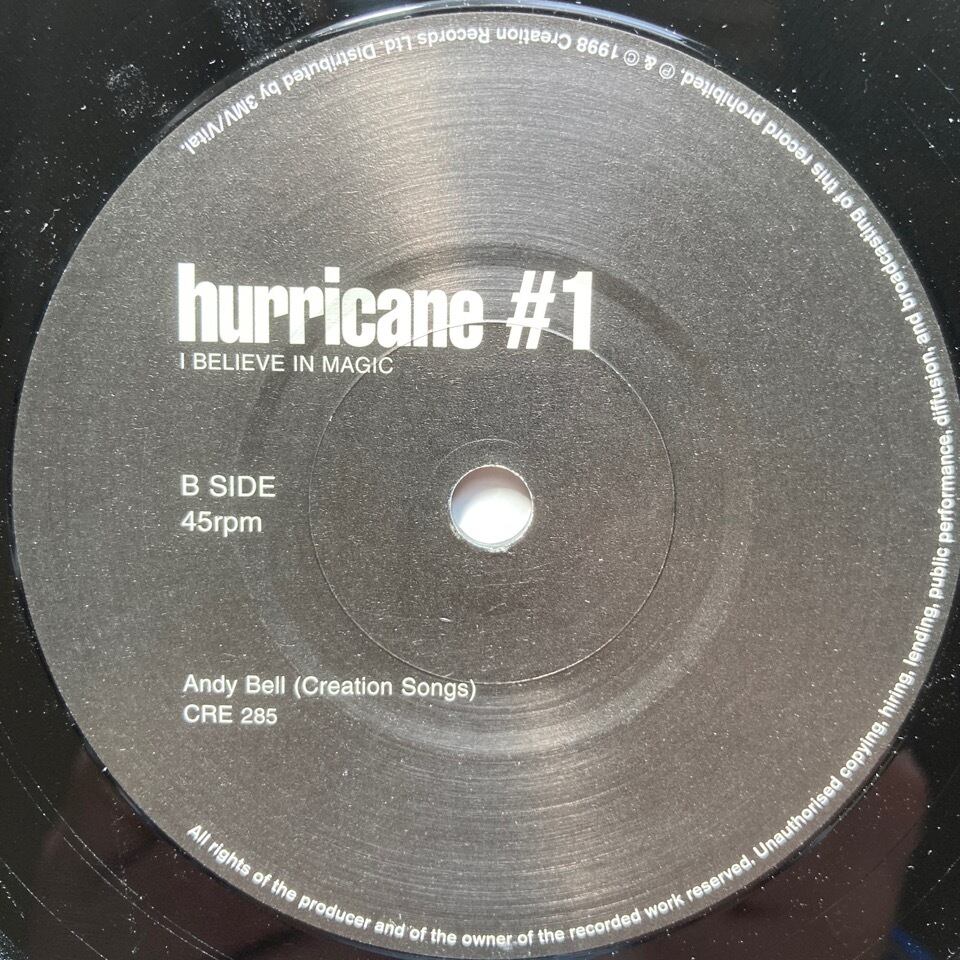 hurricane #1
I BELIEVE IN MAGIC
B SIDE
45rpm
Andy Bell (Creation Songs)
CRE 285
All rights of the producer and of the owner of the recorded work reserved. Unauthorised copying, hiring, lending, public performance, diffusion, and broadcasting of this record prohibited. ℗ & © 1998 Creation Records Ltd. Distributed by 3MV/Vital.